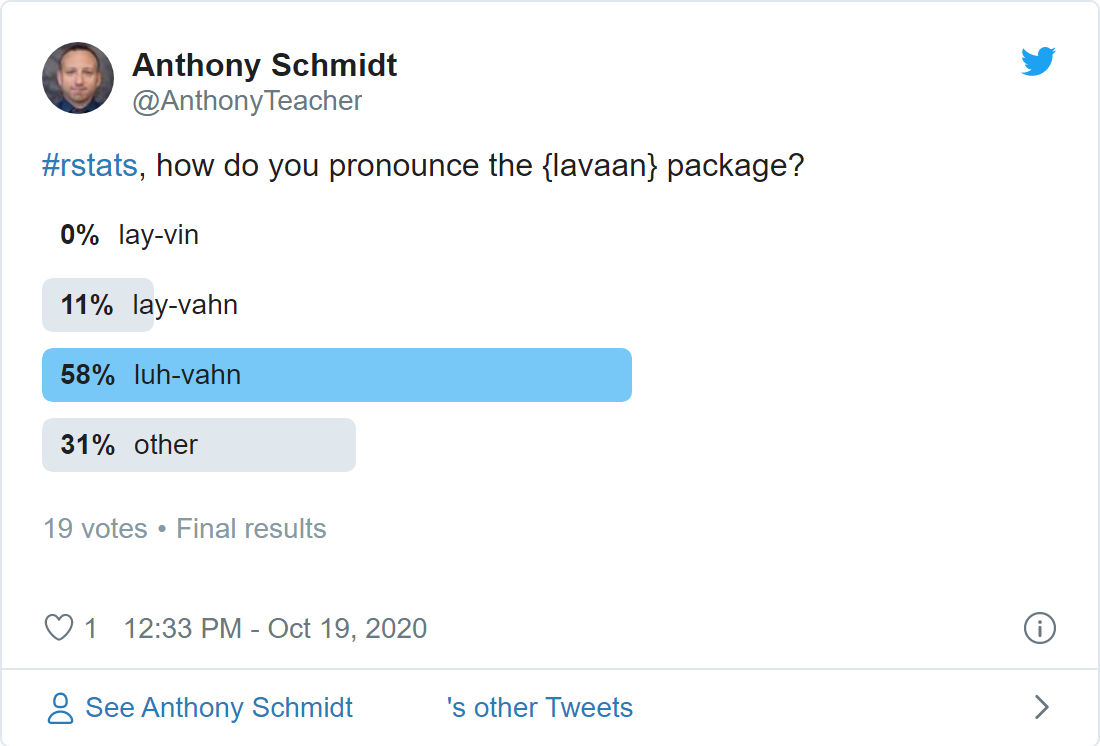 Anthony Schmidt
@AnthonyTeacher
#rstats, how do you pronounce the {lavaan} package?
0% lay-vin
11% lay-vahn
58% luh-vahn
31% other
19 votes • Final results
1 12:33 PM - Oct 19, 2020
See Anthony Schmidt 's other Tweets